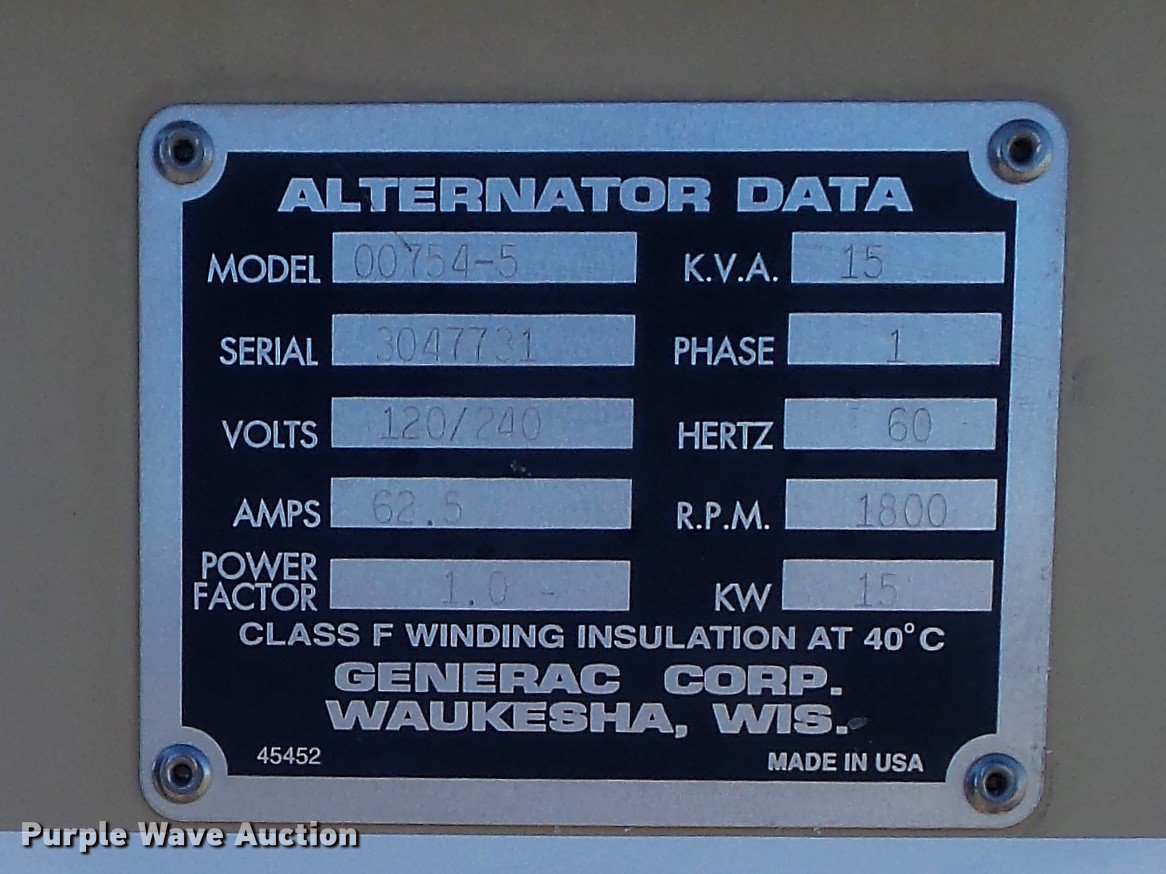 ALTERNATOR DATA
MODEL 00754-5 K.V.A. 15
SERIAL 3047731 PHASE 1
VOLTS 120/240 HERTZ 60
AMPS 62.5 R.P.M. 1800
POWER
FACTOR 1.0 KW 15
CLASS F WINDING INSULATION AT 40°C
GENERAC CORP.
WAUKESHA, WIS.
45452 MADE IN USA
Purple Wave Auction